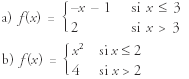 a) f(x) = { -x - 1 si x ≤ 3
2 si x > 3
b) f(x) = { x² si x ≤ 2
4 si x > 2